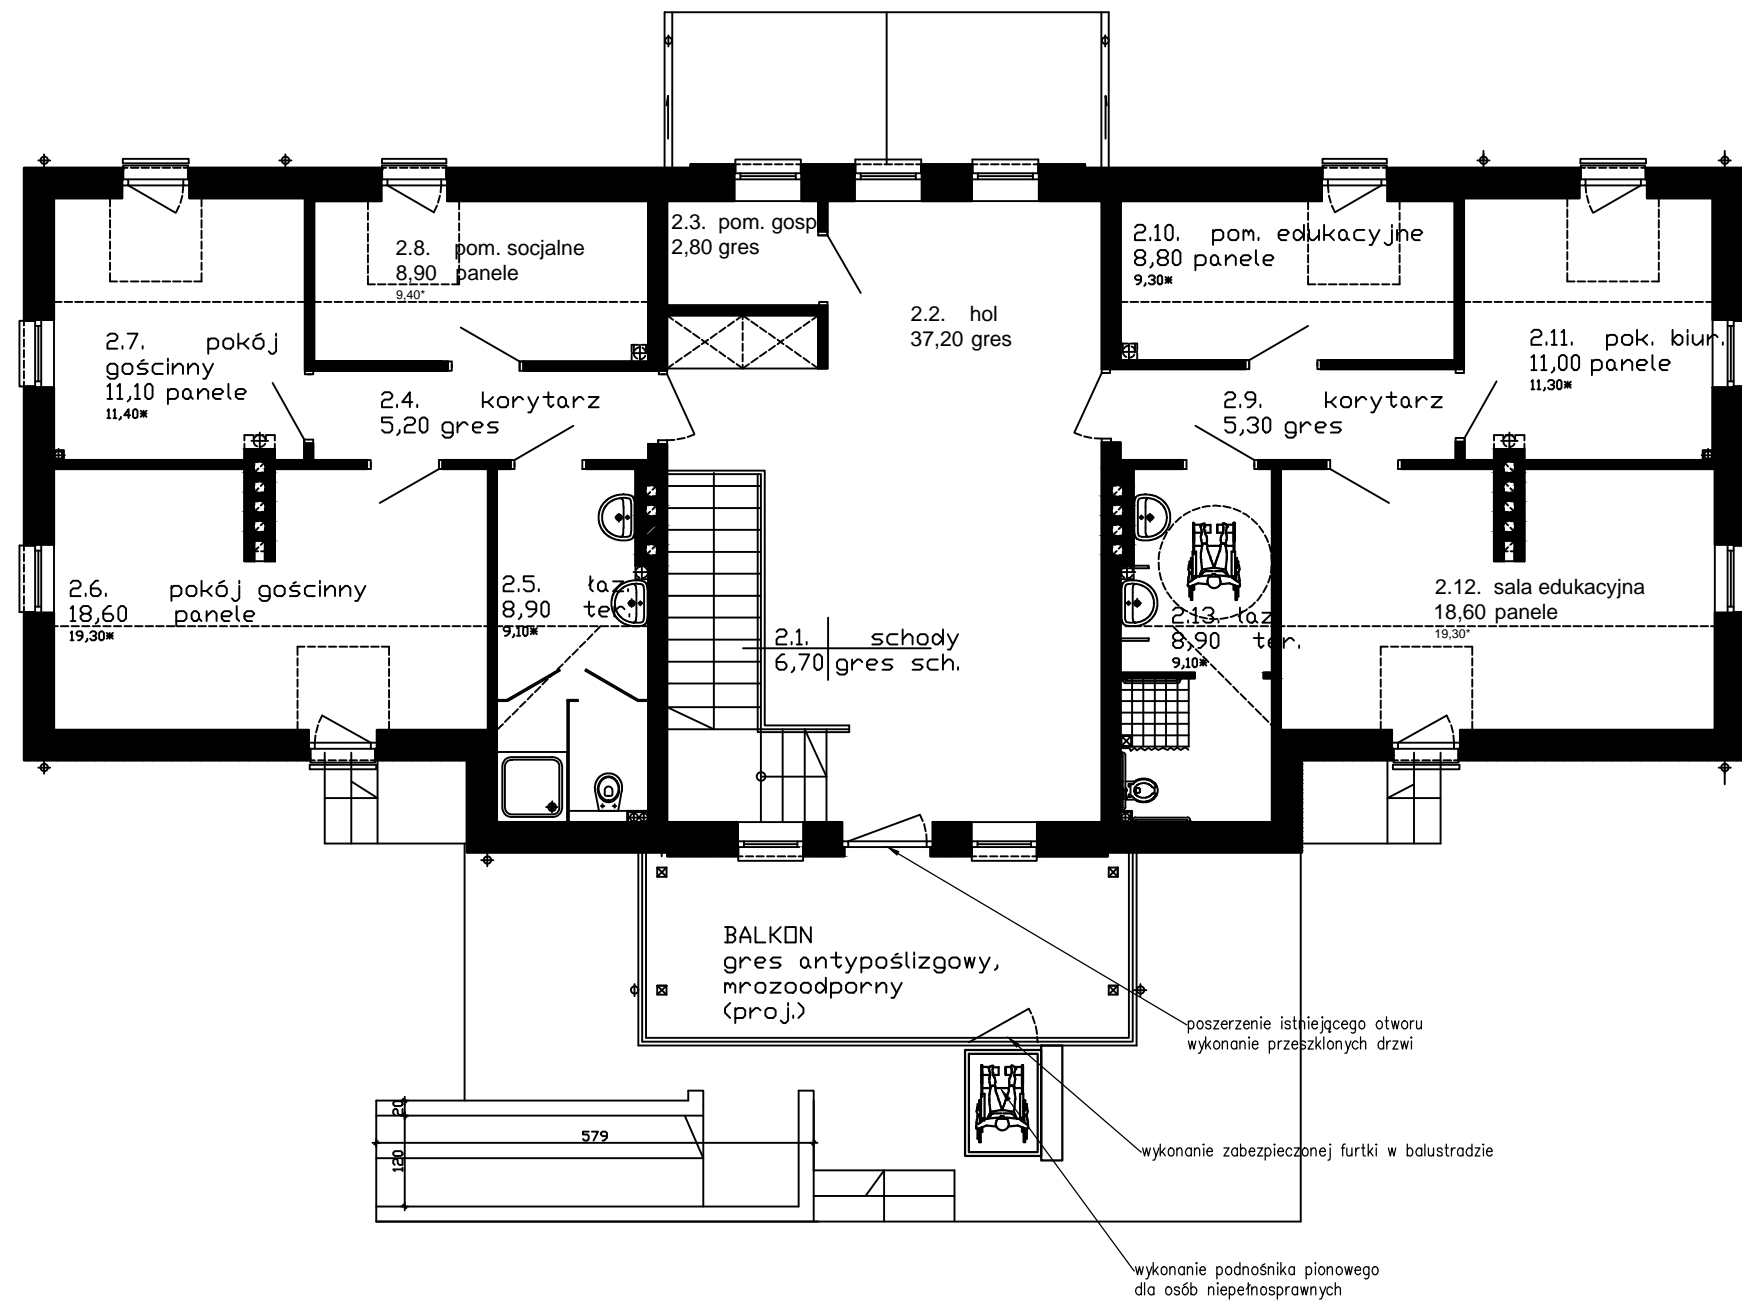 2.3. pom. gosp
2,80 gres
2.8. pom. socjalne
8,90 panele
9,40*
2.10. pom. edukacyjne
8,80 panele
9,30*
2.2. hol
37,20 gres
2.7. pokój
gościnny
11,10 panele
11,40*
2.11. pok. biur.
11,00 panele
11,30*
2.4. korytarz
5,20 gres
2.9. korytarz
5,30 gres
2.6. pokój gościnny
18,60 panele
19,30*
2.5. łaz.
8,90 ter.
9,10*
2.1. schody
6,70 gres sch.
2.13. łaz.
8,90 ter.
9,10*
2.12. sala edukacyjna
18,60 panele
19,30*
BALKON
gres antypoślizgowy,
mrozoodporny
(proj.)
poszerzenie istniejącego otworu
wykonanie przeszklonych drzwi
20
579
120
wykonanie zabezpieczonej furtki w balustradzie
wykonanie podnośnika pionowego
dla osób niepełnosprawnych